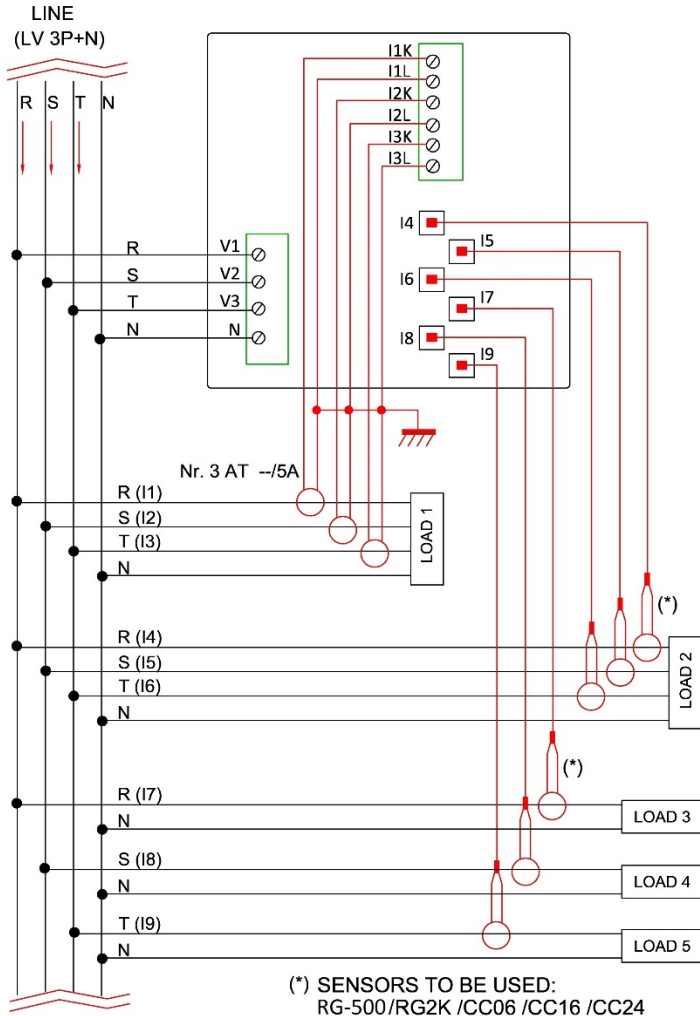 LINE
(LV 3P+N)
R S T N
I1K
I1L
I2K
I2L
I3K
I3L
I4
I5
I6
I7
I8
I9
R V1
S V2
T V3
N N
Nr. 3 AT --/5A
R (I1)
S (I2)
T (I3)
N
LOAD 1
(*)
R (I4)
S (I5)
T (I6)
N
LOAD 2
(*)
R (I7)
N
LOAD 3
S (I8)
N
LOAD 4
T (I9)
N
LOAD 5
(*) SENSORS TO BE USED:
RG-500/RG2K /CC06 /CC16 /CC24